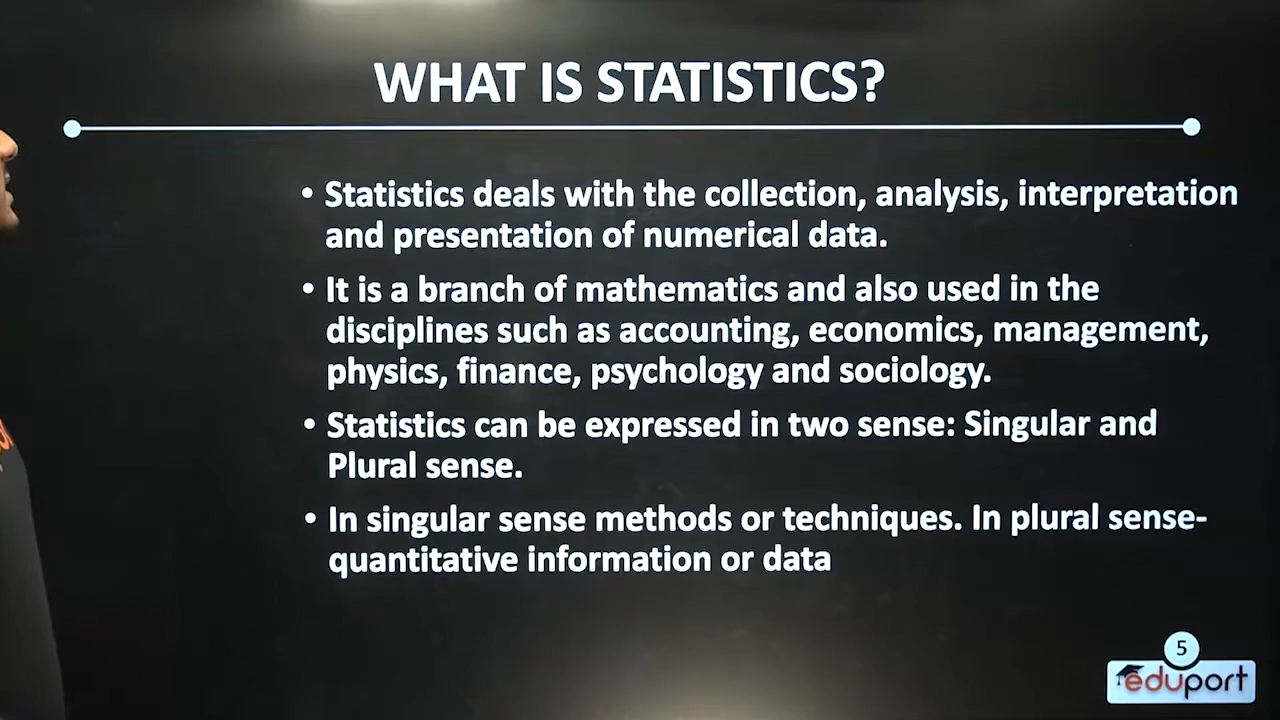 WHAT IS STATISTICS?
• Statistics deals with the collection, analysis, interpretation
and presentation of numerical data.
• It is a branch of mathematics and also used in the
disciplines such as accounting, economics, management,
physics, finance, psychology and sociology.
• Statistics can be expressed in two sense: Singular and
Plural sense.
• In singular sense methods or techniques. In plural sense-
quantitative information or data
5
eduport